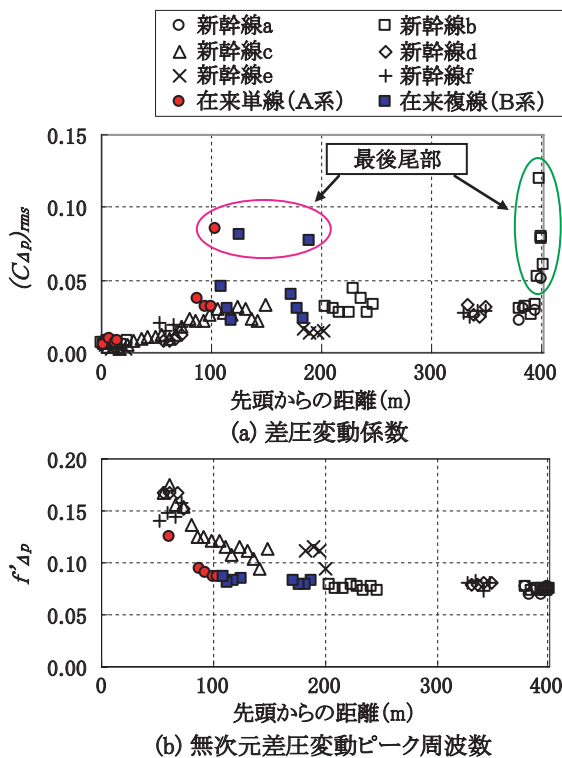 新幹線a 新幹線b
新幹線c 新幹線d
新幹線e 新幹線f
在来単線(A系) 在来複線(B系)
最後尾部
(C_{Δp})_{rms}
0.15
0.10
0.05
0.00
0 100 200 300 400
先頭からの距離(m)
(a) 差圧変動係数
f'_{Δp}
0.20
0.15
0.10
0.05
0.00
0 100 200 300 400
先頭からの距離(m)
(b) 無次元差圧変動ピーク周波数